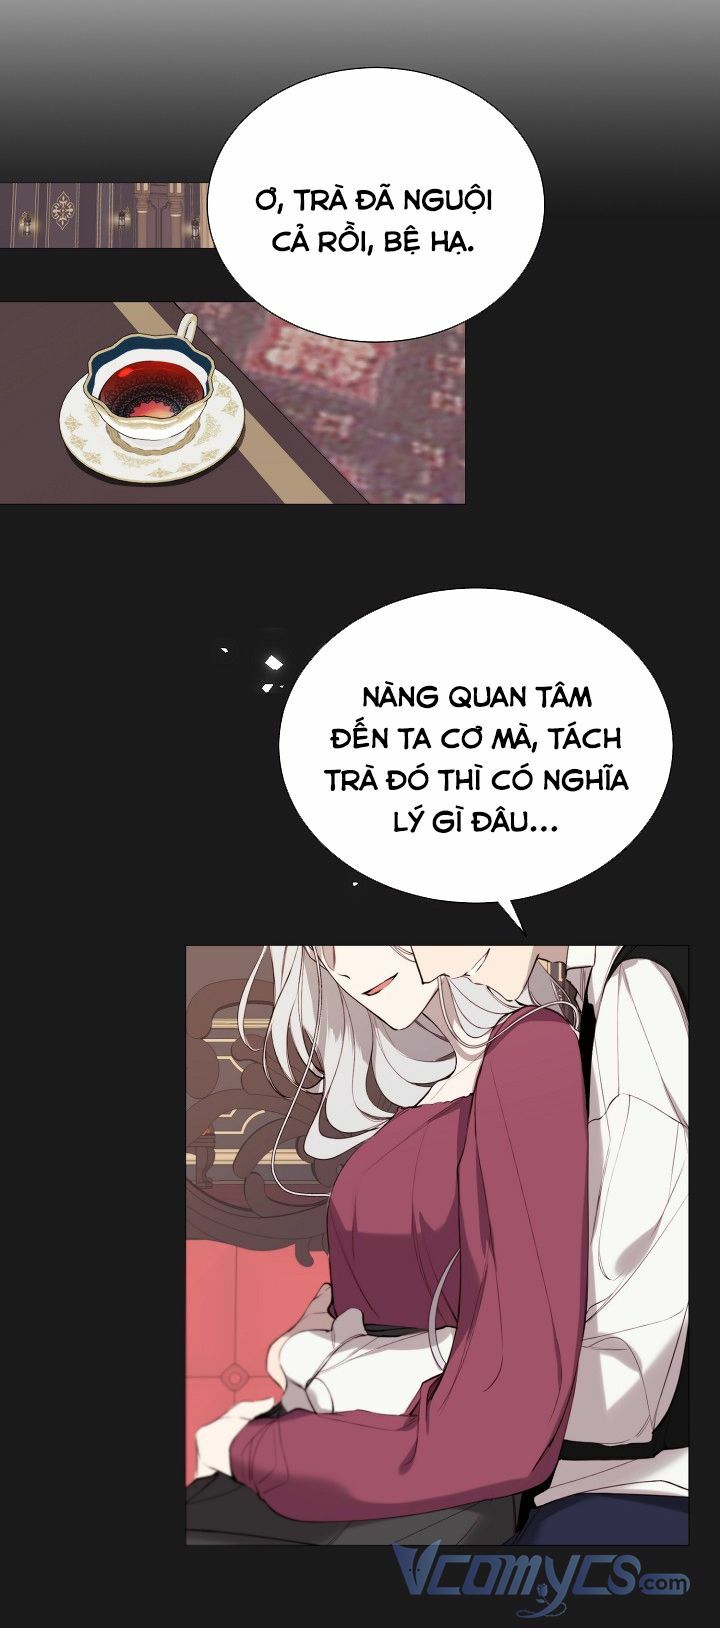 Ơ, TRÀ ĐÃ NGUỘI
CẢ RỒI, BỆ HẠ.
NÀNG QUAN TÂM
ĐẾN TA CƠ MÀ, TÁCH
TRÀ ĐÓ THÌ CÓ NGHĨA
LÝ GÌ ĐÂU...
VCOMYCS.com